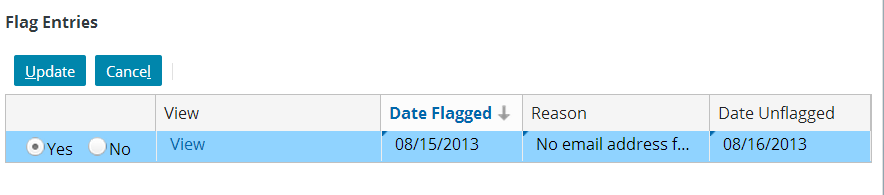 Flag Entries
Update Cancel
View Date Flagged Reason Date Unflagged
Yes No View 08/15/2013 No email address f... 08/16/2013